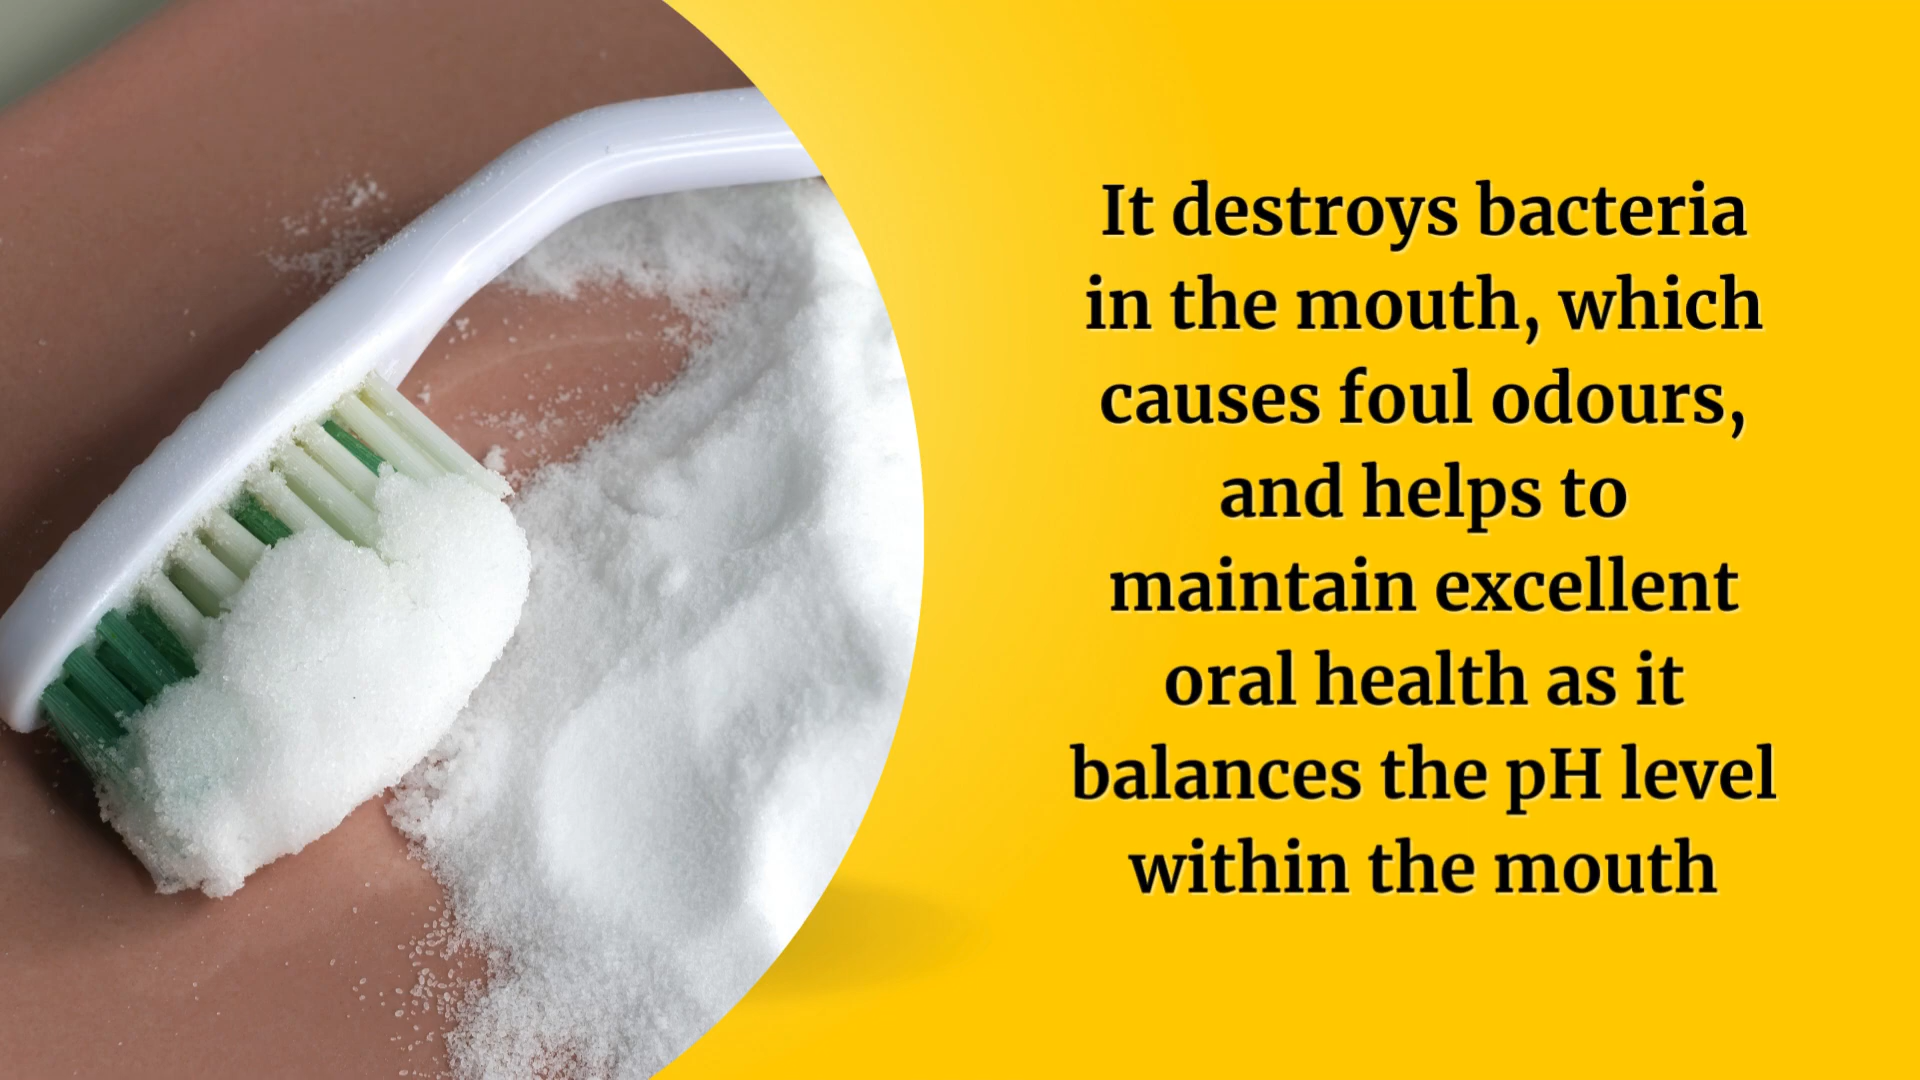 It destroys bacteria
in the mouth, which
causes foul odours,
and helps to
maintain excellent
oral health as it
balances the pH level
within the mouth